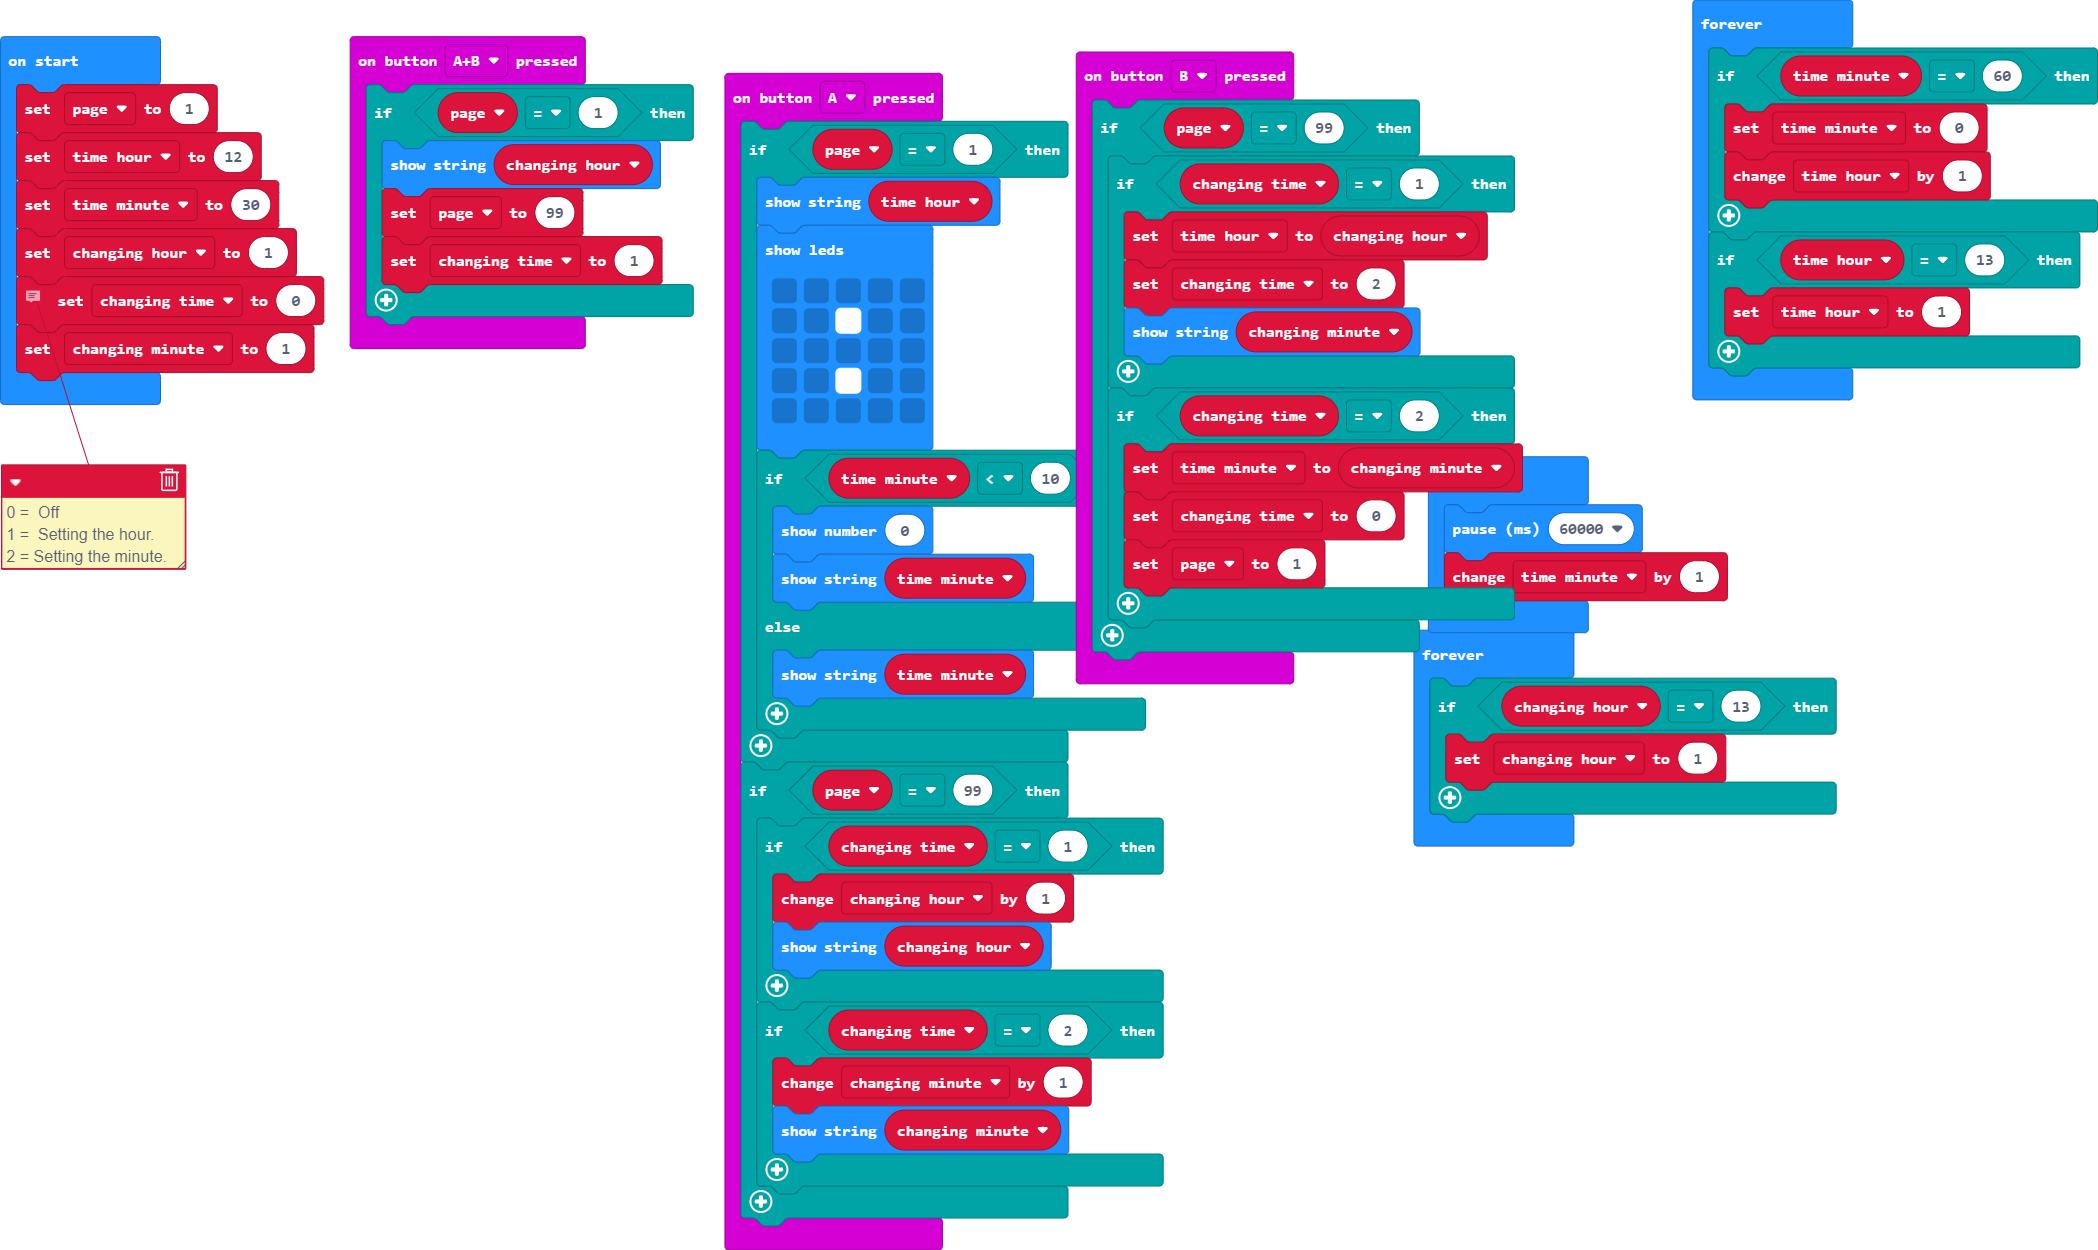 on start
set page to 1
set time hour to 12
set time minute to 30
set changing hour to 1
set changing time to 0
set changing minute to 1
0 = Off
1 = Setting the hour.
2 = Setting the minute.
on button A+B pressed
if page = 1 then
show string changing hour
set page to 99
set changing time to 1
on button A pressed
if page = 1 then
show string time hour
show leds
if time minute < 10
show number 0
show string time minute
else
show string time minute
if page = 99 then
if changing time = 1 then
change changing hour by 1
show string changing hour
if changing time = 2 then
change changing minute by 1
show string changing minute
on button B pressed
if page = 99 then
if changing time = 1 then
set time hour to changing hour
set changing time to 2
show string changing minute
if changing time = 2 then
set time minute to changing minute
set changing time to 0
set page to 1
pause (ms) 60000
change time minute by 1
forever
if changing hour = 13 then
set changing hour to 1
forever
if time minute = 60 then
set time minute to 0
change time hour by 1
if time hour = 13 then
set time hour to 1